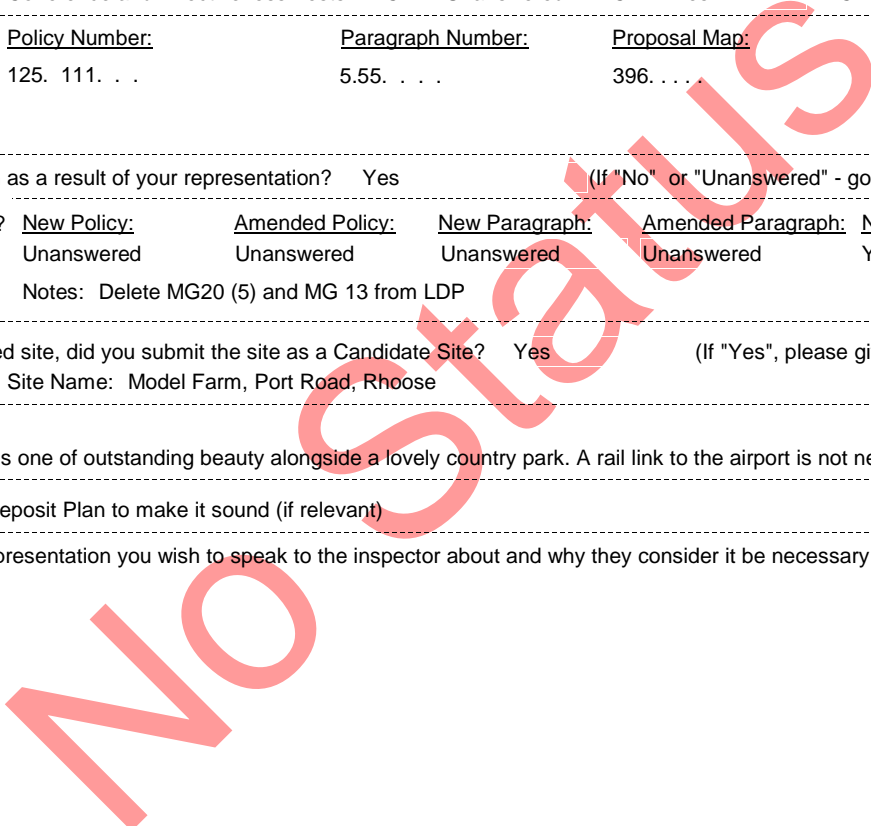 Policy Number: Paragraph Number: Proposal Map:
125. 111. . . 5.55. . . . 396. . . . .
as a result of your representation? Yes (If "No" or "Unanswered" - go
? New Policy: Amended Policy: New Paragraph: Amended Paragraph:
Unanswered Unanswered Unanswered Unanswered
Notes: Delete MG20 (5) and MG 13 from LDP
ed site, did you submit the site as a Candidate Site? Yes (If "Yes", please gi
Site Name: Model Farm, Port Road, Rhoose
s one of outstanding beauty alongside a lovely country park. A rail link to the airport is not ne
eposit Plan to make it sound (if relevant)
presentation you wish to speak to the inspector about and why they consider it be necessary
No Status